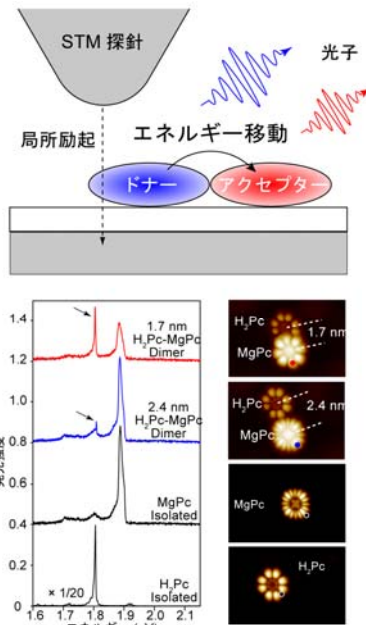 STM 探針
光子
局所励起
エネルギー移動
ドナー
アクセプター
1.4
1.2
1.0
0.8
0.6
0.4
0.2
0
1.7 nm
H₂Pc-MgPc
Dimer
2.4 nm
H₂Pc-MgPc
Dimer
MgPc
Isolated
× 1/20
H₂Pc
Isolated
1.6
1.7
1.8
1.9
2.0
2.1
H₂Pc
1.7 nm
MgPc
H₂Pc
2.4 nm
MgPc
MgPc
H₂Pc